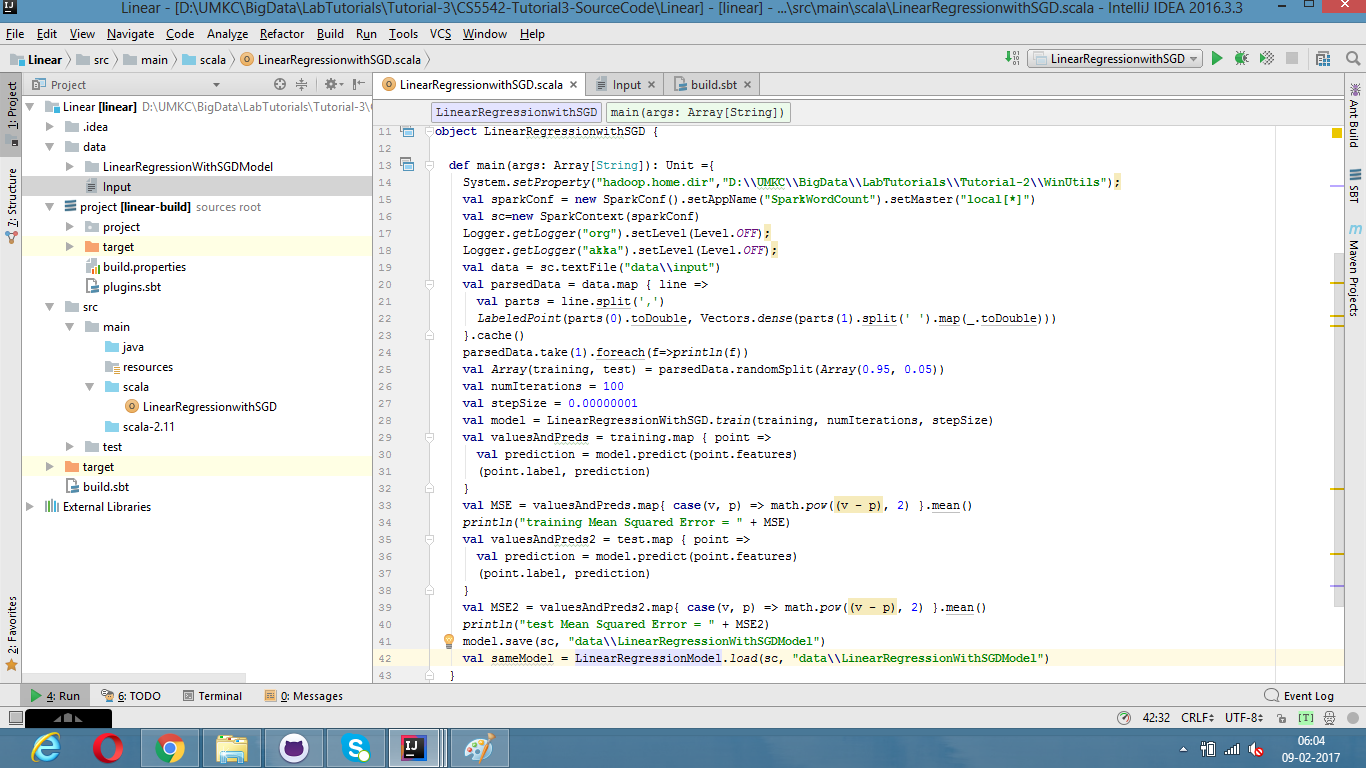 Linear - [D:\UMKC\BigData\LabTutorials\Tutorial-3\CS5542-Tutorial3-SourceCode\Linear] - [linear] - ...\src\main\scala\LinearRegressionwithSGD.scala - IntelliJ IDEA 2016.3.3
File Edit View Navigate Code Analyze Refactor Build Run Tools VCS Window Help
Linear src main scala LinearRegressionwithSGD.scala LinearRegressionwithSGD
Project
LinearRegressionwithSGD.scala Input build.sbt
LinearRegressionwithSGD main(args: Array[String])
1: Project
7: Structure
2: Favorites
Linear [linear] D:\UMKC\BigData\LabTutorials\Tutorial-3\
.idea
data
LinearRegressionWithSGDModel
Input
project [linear-build] sources root
project
target
build.properties
plugins.sbt
src
main
java
resources
scala
LinearRegressionwithSGD
scala-2.11
test
target
build.sbt
External Libraries
11 object LinearRegressionwithSGD {
12
13 def main(args: Array[String]): Unit ={
14 System.setProperty("hadoop.home.dir","D:\\UMKC\\BigData\\LabTutorials\\Tutorial-2\\WinUtils");
15 val sparkConf = new SparkConf().setAppName("SparkWordCount").setMaster("local[*]")
16 val sc=new SparkContext(sparkConf)
17 Logger.getLogger("org").setLevel(Level.OFF);
18 Logger.getLogger("akka").setLevel(Level.OFF);
19 val data = sc.textFile("data\\input")
20 val parsedData = data.map { line =>
21 val parts = line.split(',')
22 LabeledPoint(parts(0).toDouble, Vectors.dense(parts(1).split(' ').map(_.toDouble)))
23 }.cache()
24 parsedData.take(1).foreach(f=>println(f))
25 val Array(training, test) = parsedData.randomSplit(Array(0.95, 0.05))
26 val numIterations = 100
27 val stepSize = 0.00000001
28 val model = LinearRegressionWithSGD.train(training, numIterations, stepSize)
29 val valuesAndPreds = training.map { point =>
30 val prediction = model.predict(point.features)
31 (point.label, prediction)
32 }
33 val MSE = valuesAndPreds.map{ case(v, p) => math.pow((v - p), 2) }.mean()
34 println("training Mean Squared Error = " + MSE)
35 val valuesAndPreds2 = test.map { point =>
36 val prediction = model.predict(point.features)
37 (point.label, prediction)
38 }
39 val MSE2 = valuesAndPreds2.map{ case(v, p) => math.pow((v - p), 2) }.mean()
40 println("test Mean Squared Error = " + MSE2)
41 model.save(sc, "data\\LinearRegressionWithSGDModel")
42 val sameModel = LinearRegressionModel.load(sc, "data\\LinearRegressionWithSGDModel")
43 }
Ant Build
SBT
Maven Projects
4: Run 6: TODO Terminal 0: Messages Event Log
42:32 CRLF UTF-8 [T]
06:04
09-02-2017